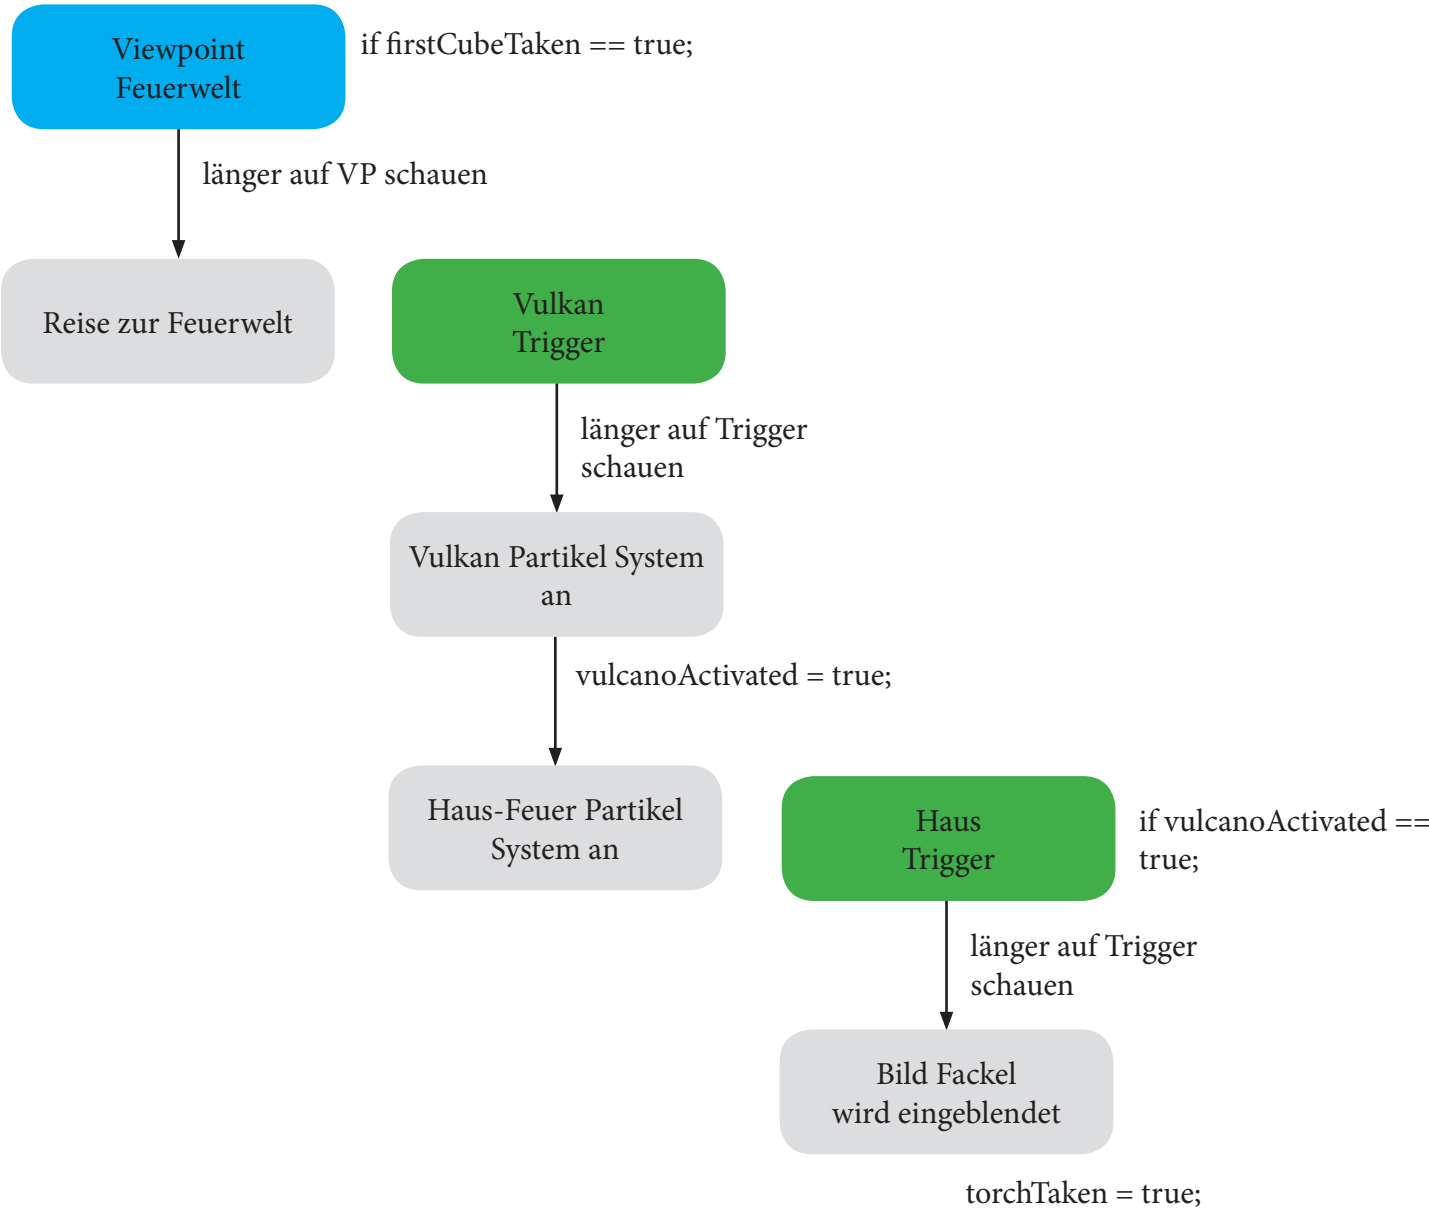 Viewpoint
Feuerwelt
if firstCubeTaken == true;
länger auf VP schauen
Reise zur Feuerwelt
Vulkan
Trigger
länger auf Trigger
schauen
Vulkan Partikel System
an
vulcanoActivated = true;
Haus-Feuer Partikel
System an
Haus
Trigger
if vulcanoActivated ==
true;
länger auf Trigger
schauen
Bild Fackel
wird eingeblendet
torchTaken = true;